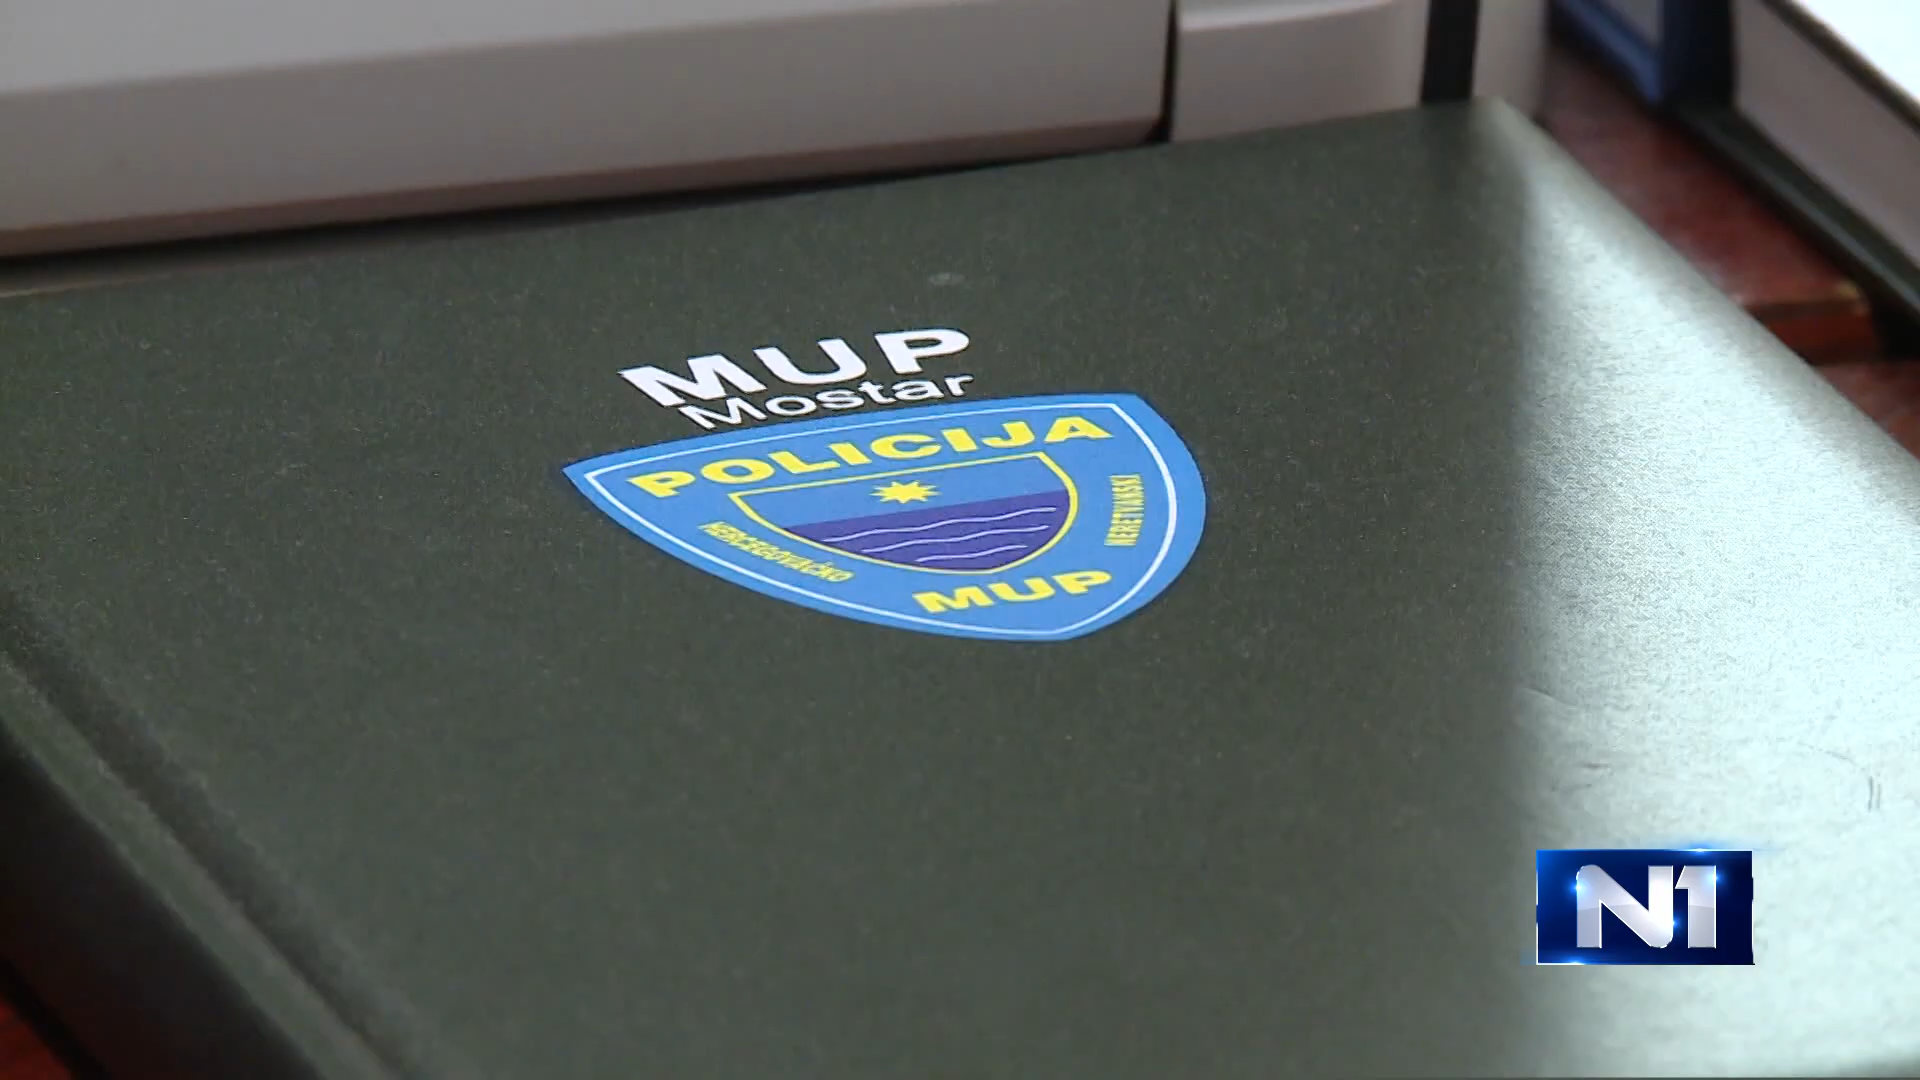 MUP
Mostar
POLICIJA
HERCEGOVAČKO
NERETVANSKI
MUP
N1